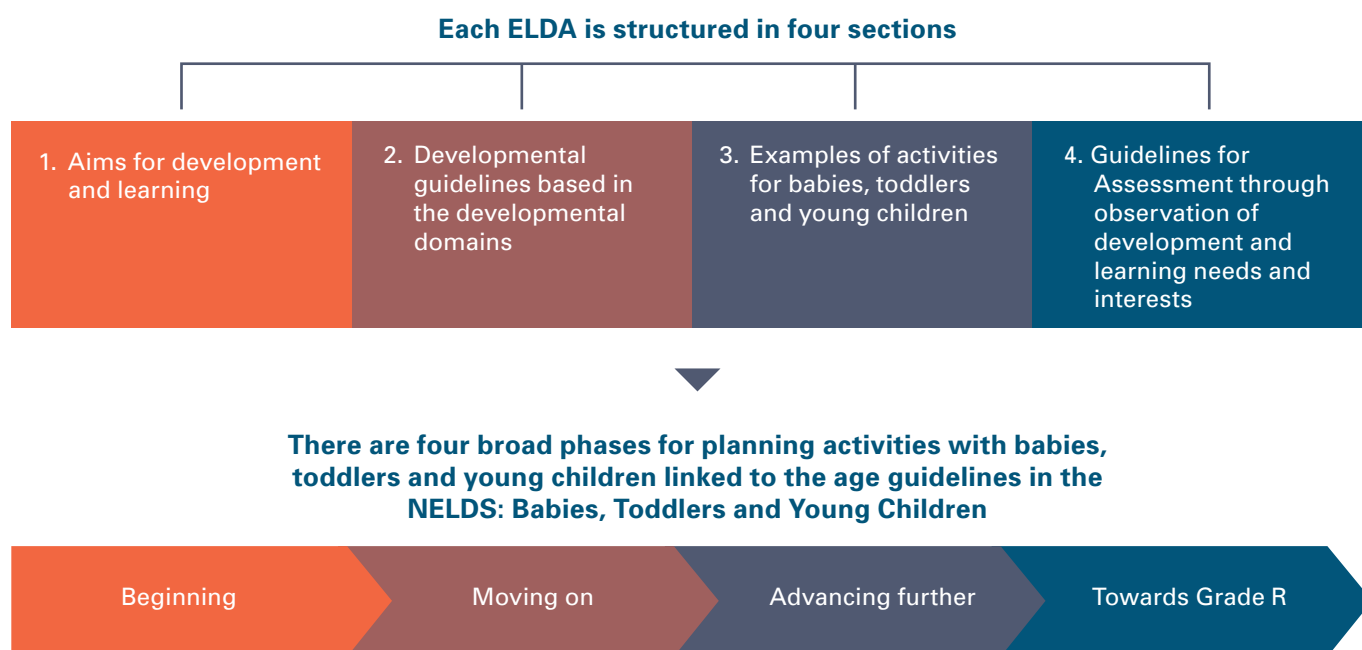 Each ELDA is structured in four sections
1. Aims for development
and learning
2. Developmental
guidelines based in
the developmental
domains
3. Examples of activities
for babies, toddlers
and young children
4. Guidelines for
Assessment through
observation of
development and
learning needs and
interests
There are four broad phases for planning activities with babies,
toddlers and young children linked to the age guidelines in the
NELDS: Babies, Toddlers and Young Children
Beginning
Moving on
Advancing further
Towards Grade R